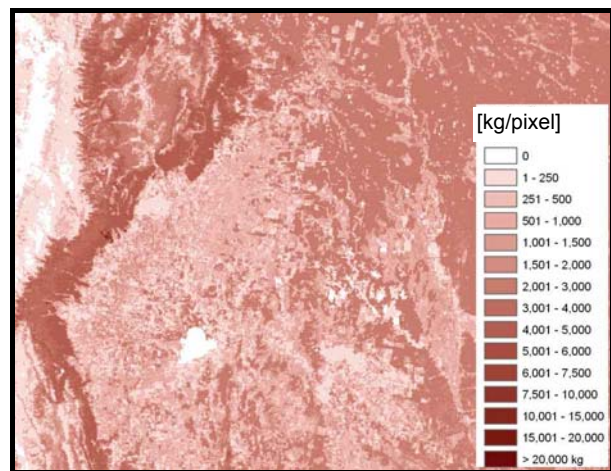 [kg/pixel]
0
1 - 250
251 - 500
501 - 1,000
1,001 - 1,500
1,501 - 2,000
2,001 - 3,000
3,001 - 4,000
4,001 - 5,000
5,001 - 6,000
6,001 - 7,500
7,501 - 10,000
10,001 - 15,000
15,001 - 20,000
> 20,000 kg